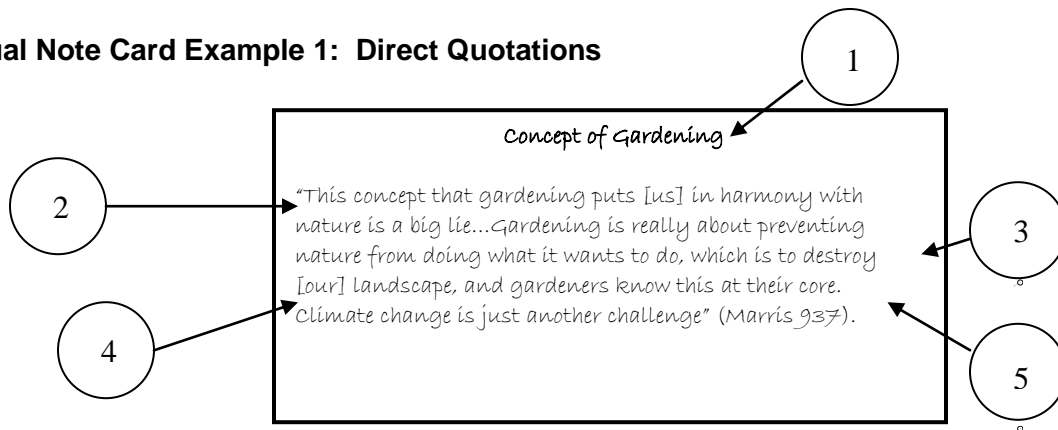 ual Note Card Example 1: Direct Quotations
1
Concept of Gardening
2
“This concept that gardening puts [us] in harmony with
nature is a big lie...Gardening is really about preventing
nature from doing what it wants to do, which is to destroy
[our] landscape, and gardeners know this at their core.
Climate change is just another challenge” (Marris 937).
3
4
5